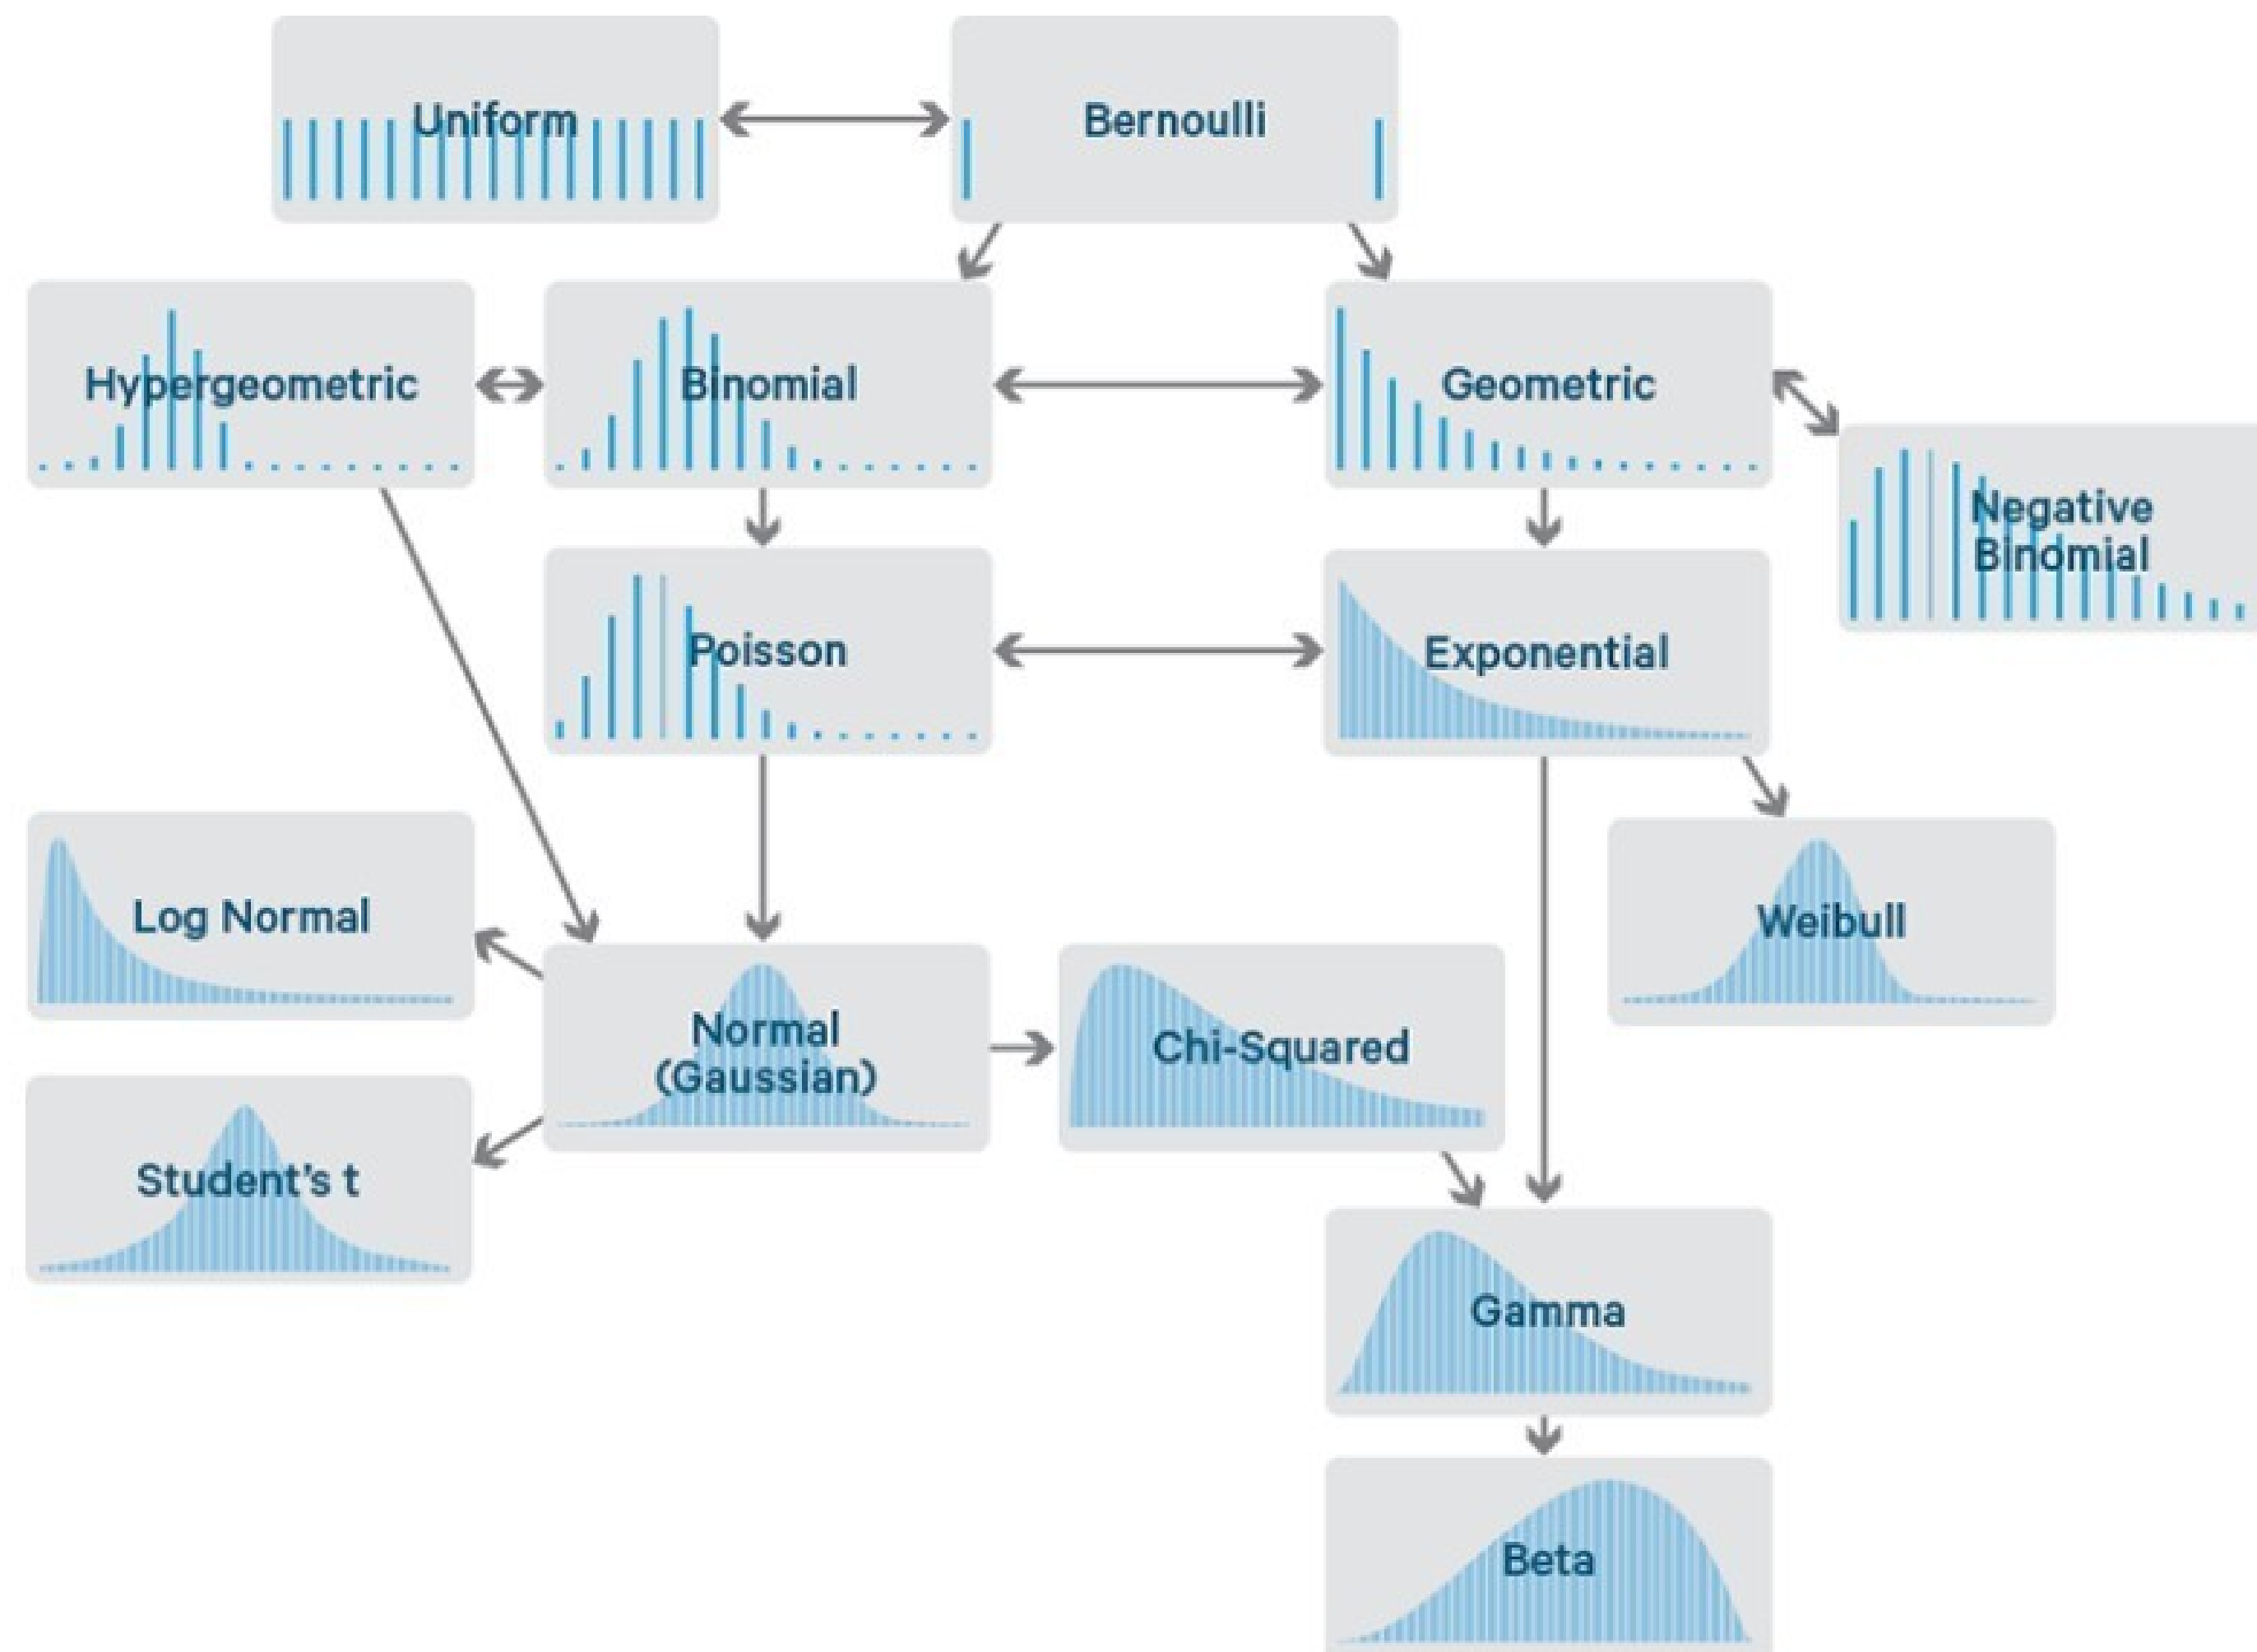 Uniform
Bernoulli
Hypergeometric
Binomial
Geometric
Negative
Binomial
Poisson
Exponential
Log Normal
Weibull
Normal
(Gaussian)
Chi-Squared
Student’s t
Gamma
Beta